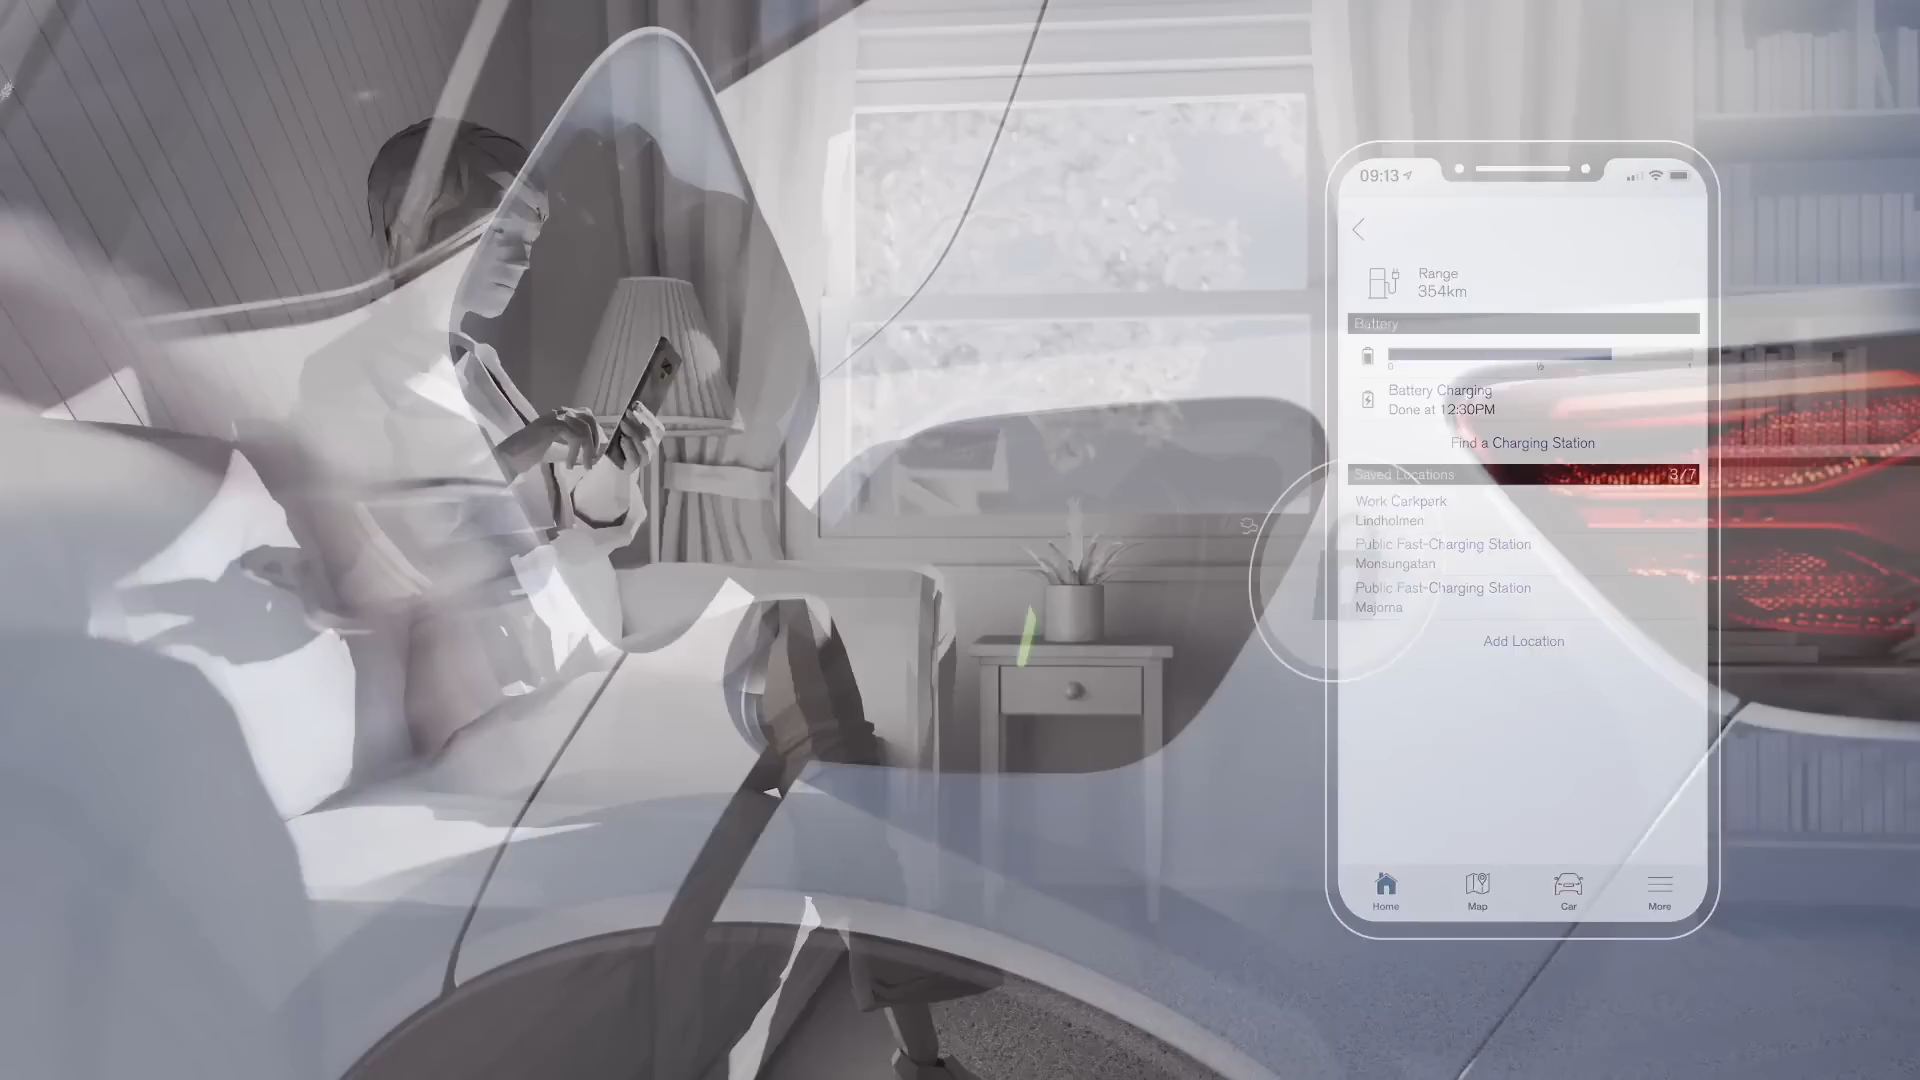 09:13
Range
354km
Battery
0 ½ 1
Battery Charging
Done at 12:30PM
Find a Charging Station
Saved Locations 3/7
Work Carkpark
Lindholmen
Public Fast-Charging Station
Monsungatan
Public Fast-Charging Station
Majorna
Add Location
Home Map Car More